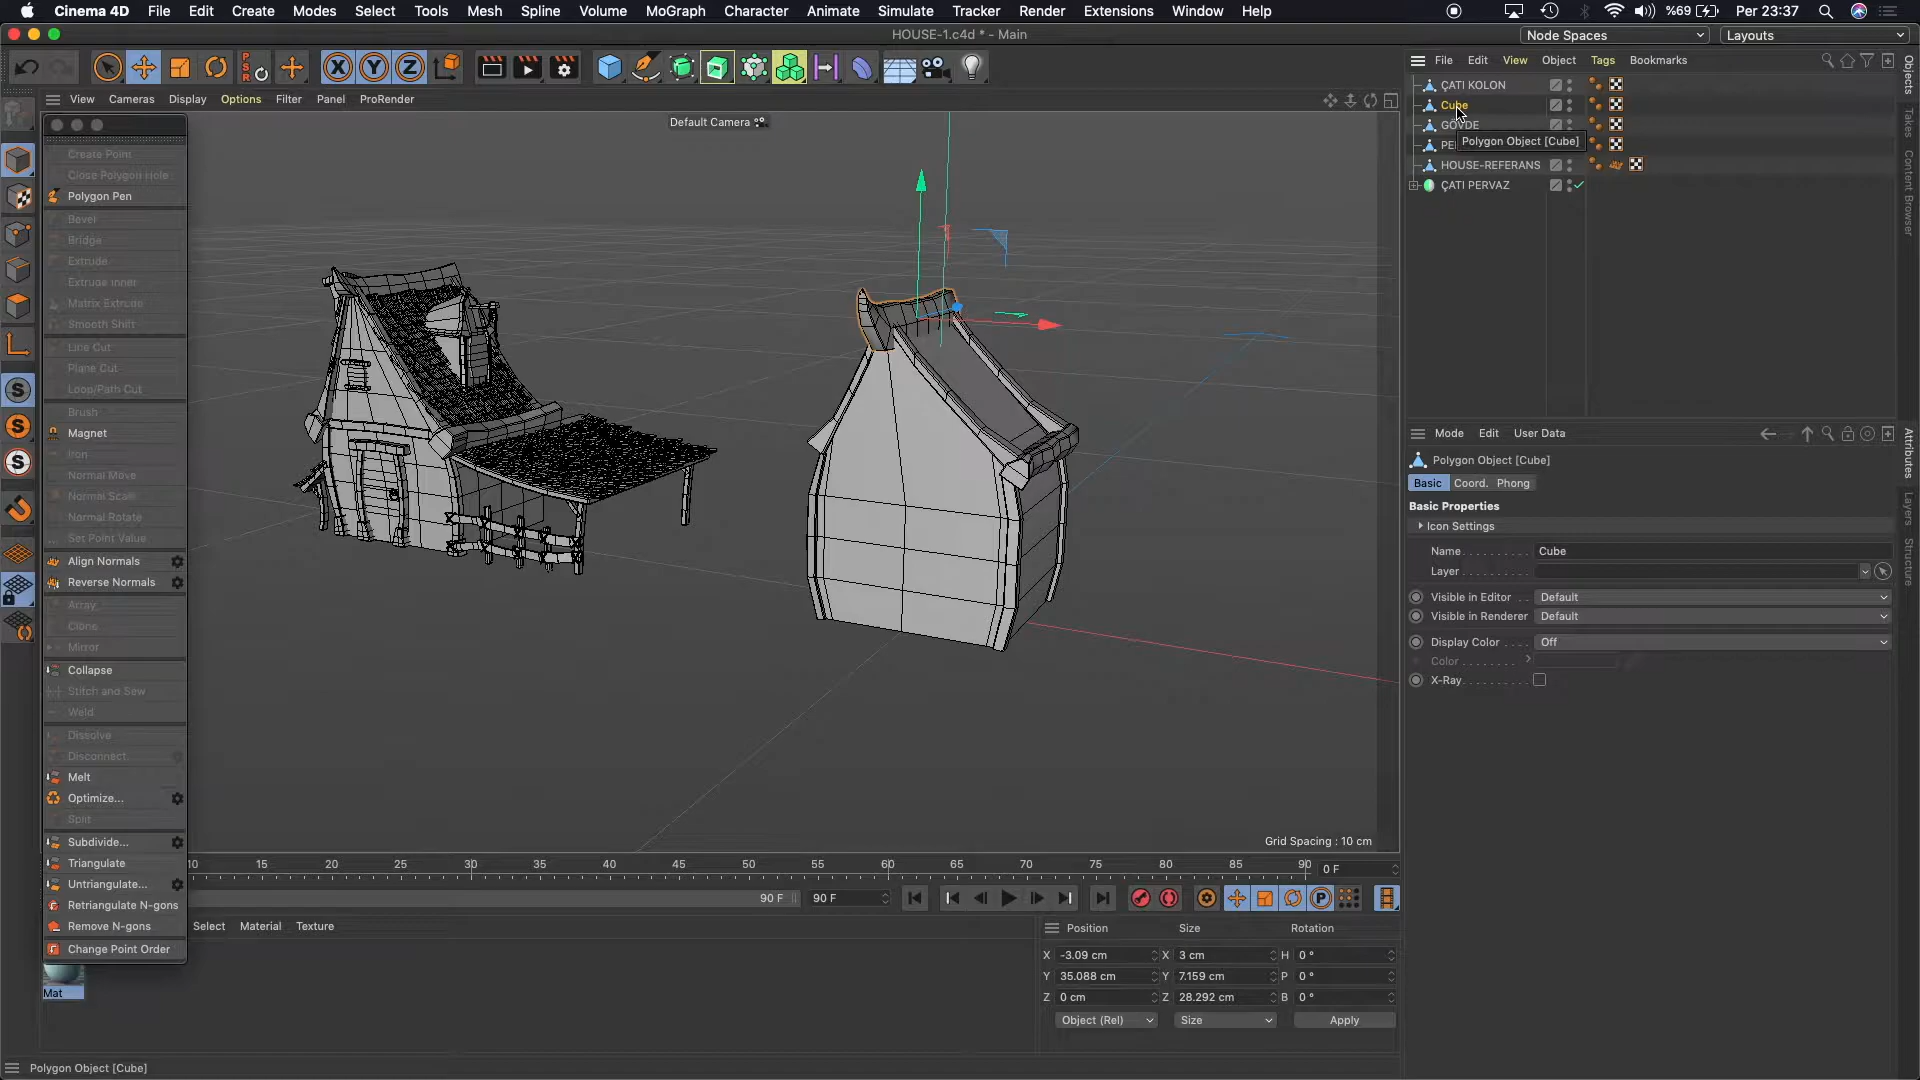 Cinema 4D File Edit Create Modes Select Tools Mesh Spline Volume MoGraph Character Animate Simulate Tracker Render Extensions Window Help %69 Per 23:37
HOUSE-1.c4d * - Main
Node Spaces Layouts
File Edit View Object Tags Bookmarks
View Cameras Display Options Filter Panel ProRender
Default Camera
ÇATI KOLON
Cube
GÖVDE
Polygon Object [Cube]
HOUSE-REFERANS
ÇATI PERVAZ
Objects
Takes
Content Browser
Create Point
Close Polygon Hole
Polygon Pen
Bevel
Bridge
Extrude
Extrude Inner
Matrix Extrude
Smooth Shift
Line Cut
Plane Cut
Loop/Path Cut
Brush
Magnet
Iron
Normal Move
Normal Scale
Normal Rotate
Set Point Value
Align Normals
Reverse Normals
Array
Clone
Mirror
Collapse
Stitch and Sew
Weld
Dissolve
Disconnect
Melt
Optimize...
Split
Subdivide...
Triangulate
Untriangulate...
Retriangulate N-gons
Remove N-gons
Change Point Order
Mode Edit User Data
Polygon Object [Cube]
Basic Coord. Phong
Basic Properties
Icon Settings
Name Cube
Layer
Visible in Editor Default
Visible in Renderer Default
Display Color Off
Color
X-Ray
Attributes
Layers
Structure
Grid Spacing : 10 cm
10 15 20 25 30 35 40 45 50 55 60 65 70 75 80 85 90 0 F
90 F 90 F
Select Material Texture
Mat
Position Size Rotation
X -3.09 cm X 3 cm H 0 °
Y 35.088 cm Y 7.159 cm P 0 °
Z 0 cm Z 28.292 cm B 0 °
Object (Rel) Size Apply
Polygon Object [Cube]